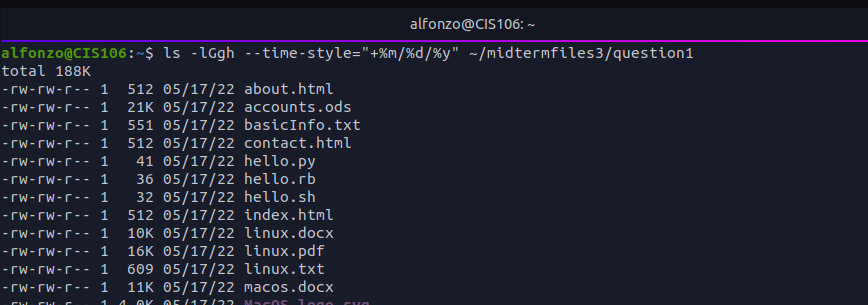 alfonzo@CIS106: ~
alfonzo@CIS106:~$ ls -lGgh --time-style="+%m/%d/%y" ~/midtermfiles3/question1
total 188K
-rw-rw-r-- 1  512 05/17/22 about.html
-rw-rw-r-- 1  21K 05/17/22 accounts.ods
-rw-rw-r-- 1  551 05/17/22 basicInfo.txt
-rw-rw-r-- 1  512 05/17/22 contact.html
-rw-rw-r-- 1   41 05/17/22 hello.py
-rw-rw-r-- 1   36 05/17/22 hello.rb
-rw-rw-r-- 1   32 05/17/22 hello.sh
-rw-rw-r-- 1  512 05/17/22 index.html
-rw-rw-r-- 1  10K 05/17/22 linux.docx
-rw-rw-r-- 1  16K 05/17/22 linux.pdf
-rw-rw-r-- 1  609 05/17/22 linux.txt
-rw-rw-r-- 1  11K 05/17/22 macos.docx
-rw-rw-r-- 1 4.0K 05/17/22